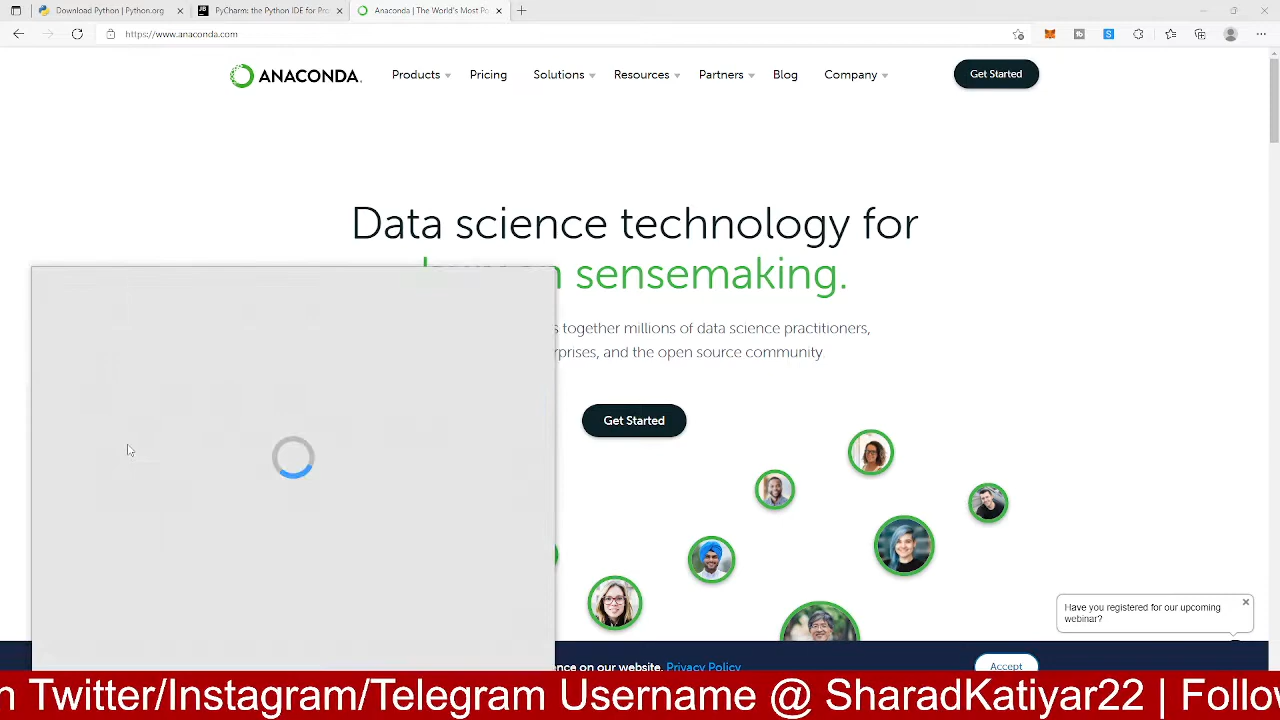 Download Python | Python.org
PyCharm: the Python IDE for Pro
Anaconda | The World's Most Po
https://www.anaconda.com
ANACONDA.
Products
Pricing
Solutions
Resources
Partners
Blog
Company
Get Started
Data science technology for
sensemaking.
together millions of data science practitioners,
and the open source community.
Get Started
Have you registered for our upcoming
webinar?
on our website. Privacy Policy
Accept
Twitter/Instagram/Telegram Username @ SharadKatiyar22 | Follo